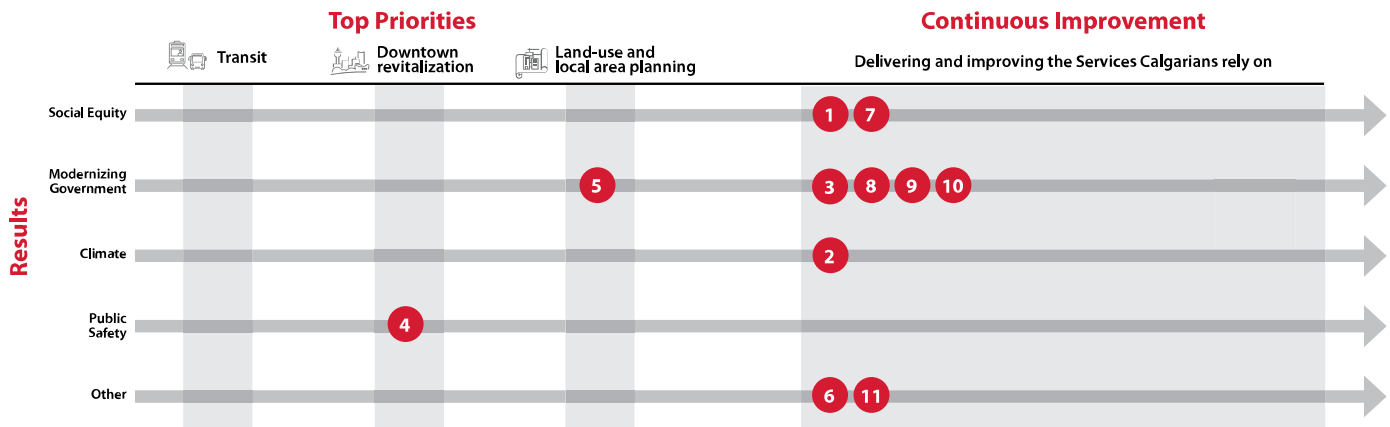 Top Priorities
Continuous Improvement
Transit
Downtown
revitalization
Land-use and
local area planning
Delivering and improving the Services Calgarians rely on
Results
Social Equity
1 7
Modernizing
Government
5 3 8 9 10
Climate
2
Public
Safety
4
Other
6 11